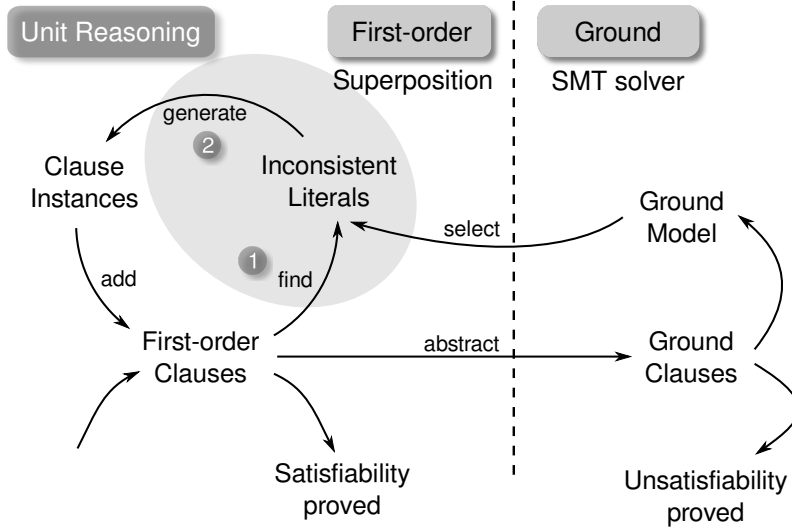 Unit Reasoning
First-order
Ground
Superposition
SMT solver
generate
2
Clause
Instances
Inconsistent
Literals
Ground
Model
select
1
add
find
First-order
Clauses
abstract
Ground
Clauses
Satisfiability
proved
Unsatisfiability
proved